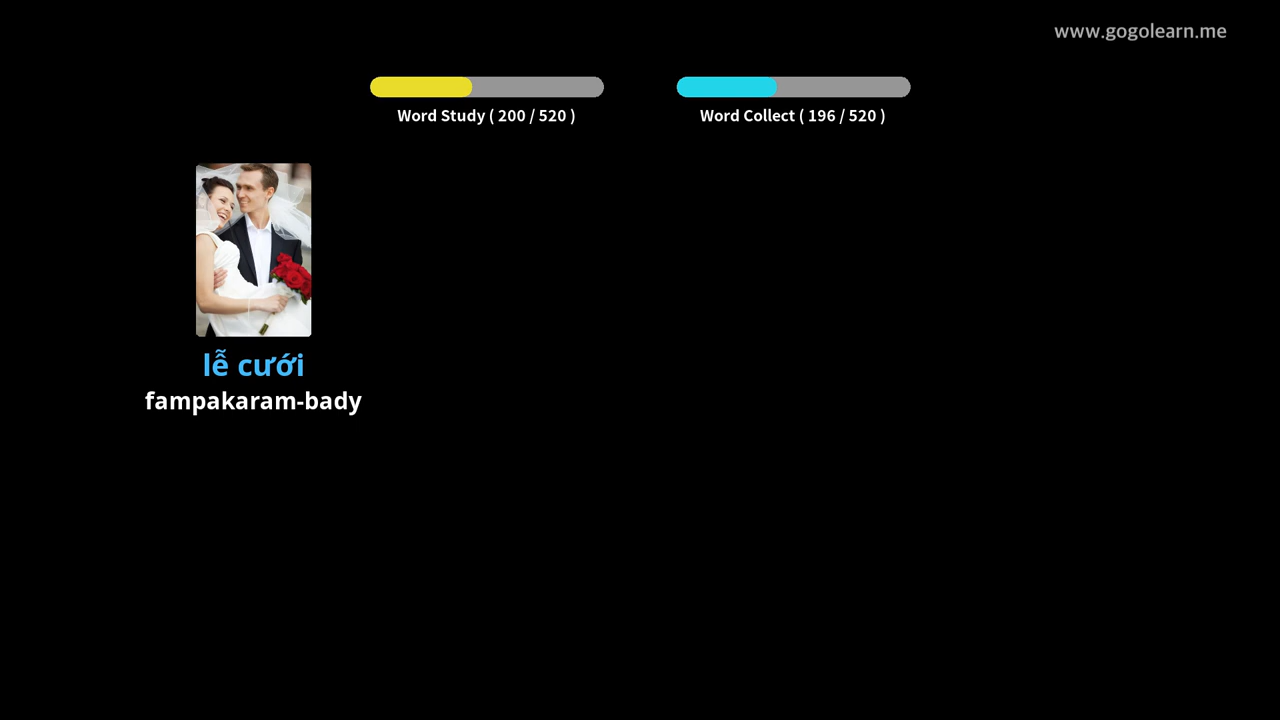 www.gogolearn.me
Word Study ( 200 / 520 )
Word Collect ( 196 / 520 )
lễ cưới
fampakaram-bady